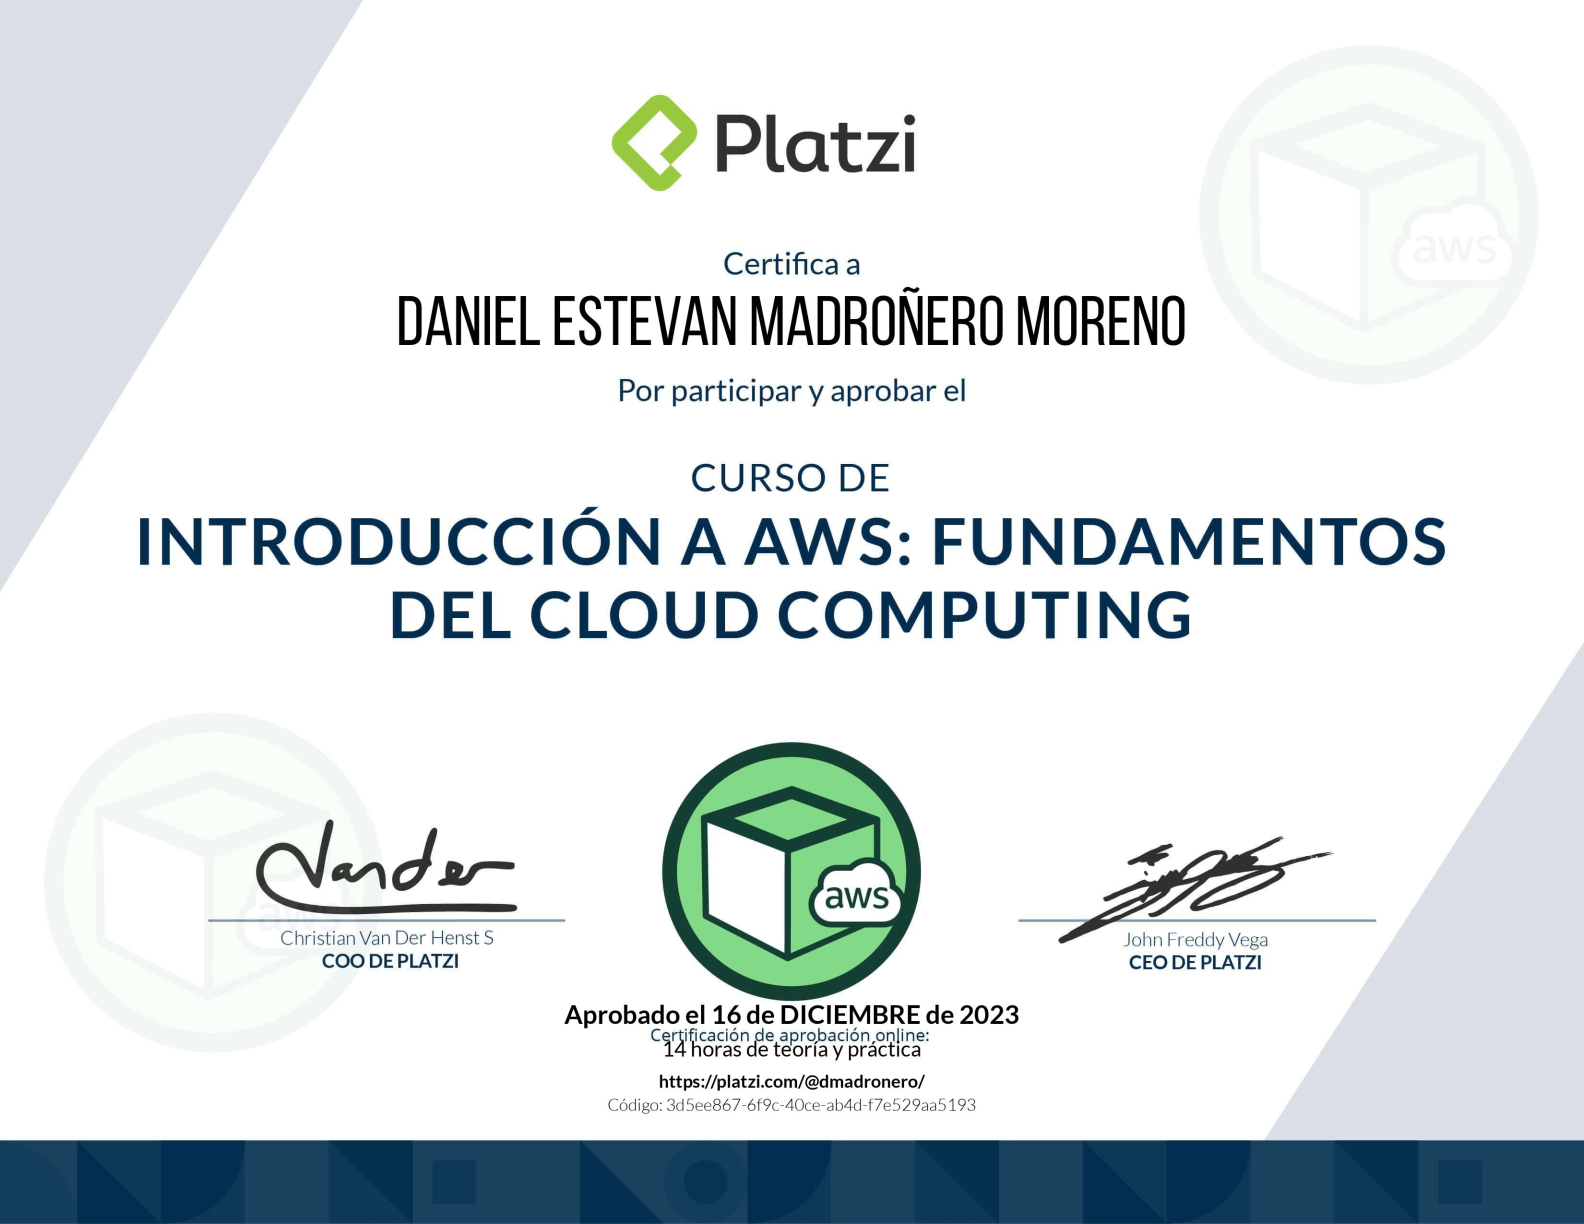 Platzi
aws
Certifica a
DANIEL ESTEVAN MADROÑERO MORENO
Por participar y aprobar el
CURSO DE
INTRODUCCIÓN A AWS: FUNDAMENTOS
DEL CLOUD COMPUTING
Vander
aws
aws
Christian Van Der Henst S
COO DE PLATZI
John Freddy Vega
CEO DE PLATZI
Aprobado el 16 de DICIEMBRE de 2023
Certificación de aprobación online:
14 horas de teoría y práctica
https://platzi.com/@dmadronero/
Código: 3d5ee867-6f9c-40ce-ab4d-f7e529aa5193